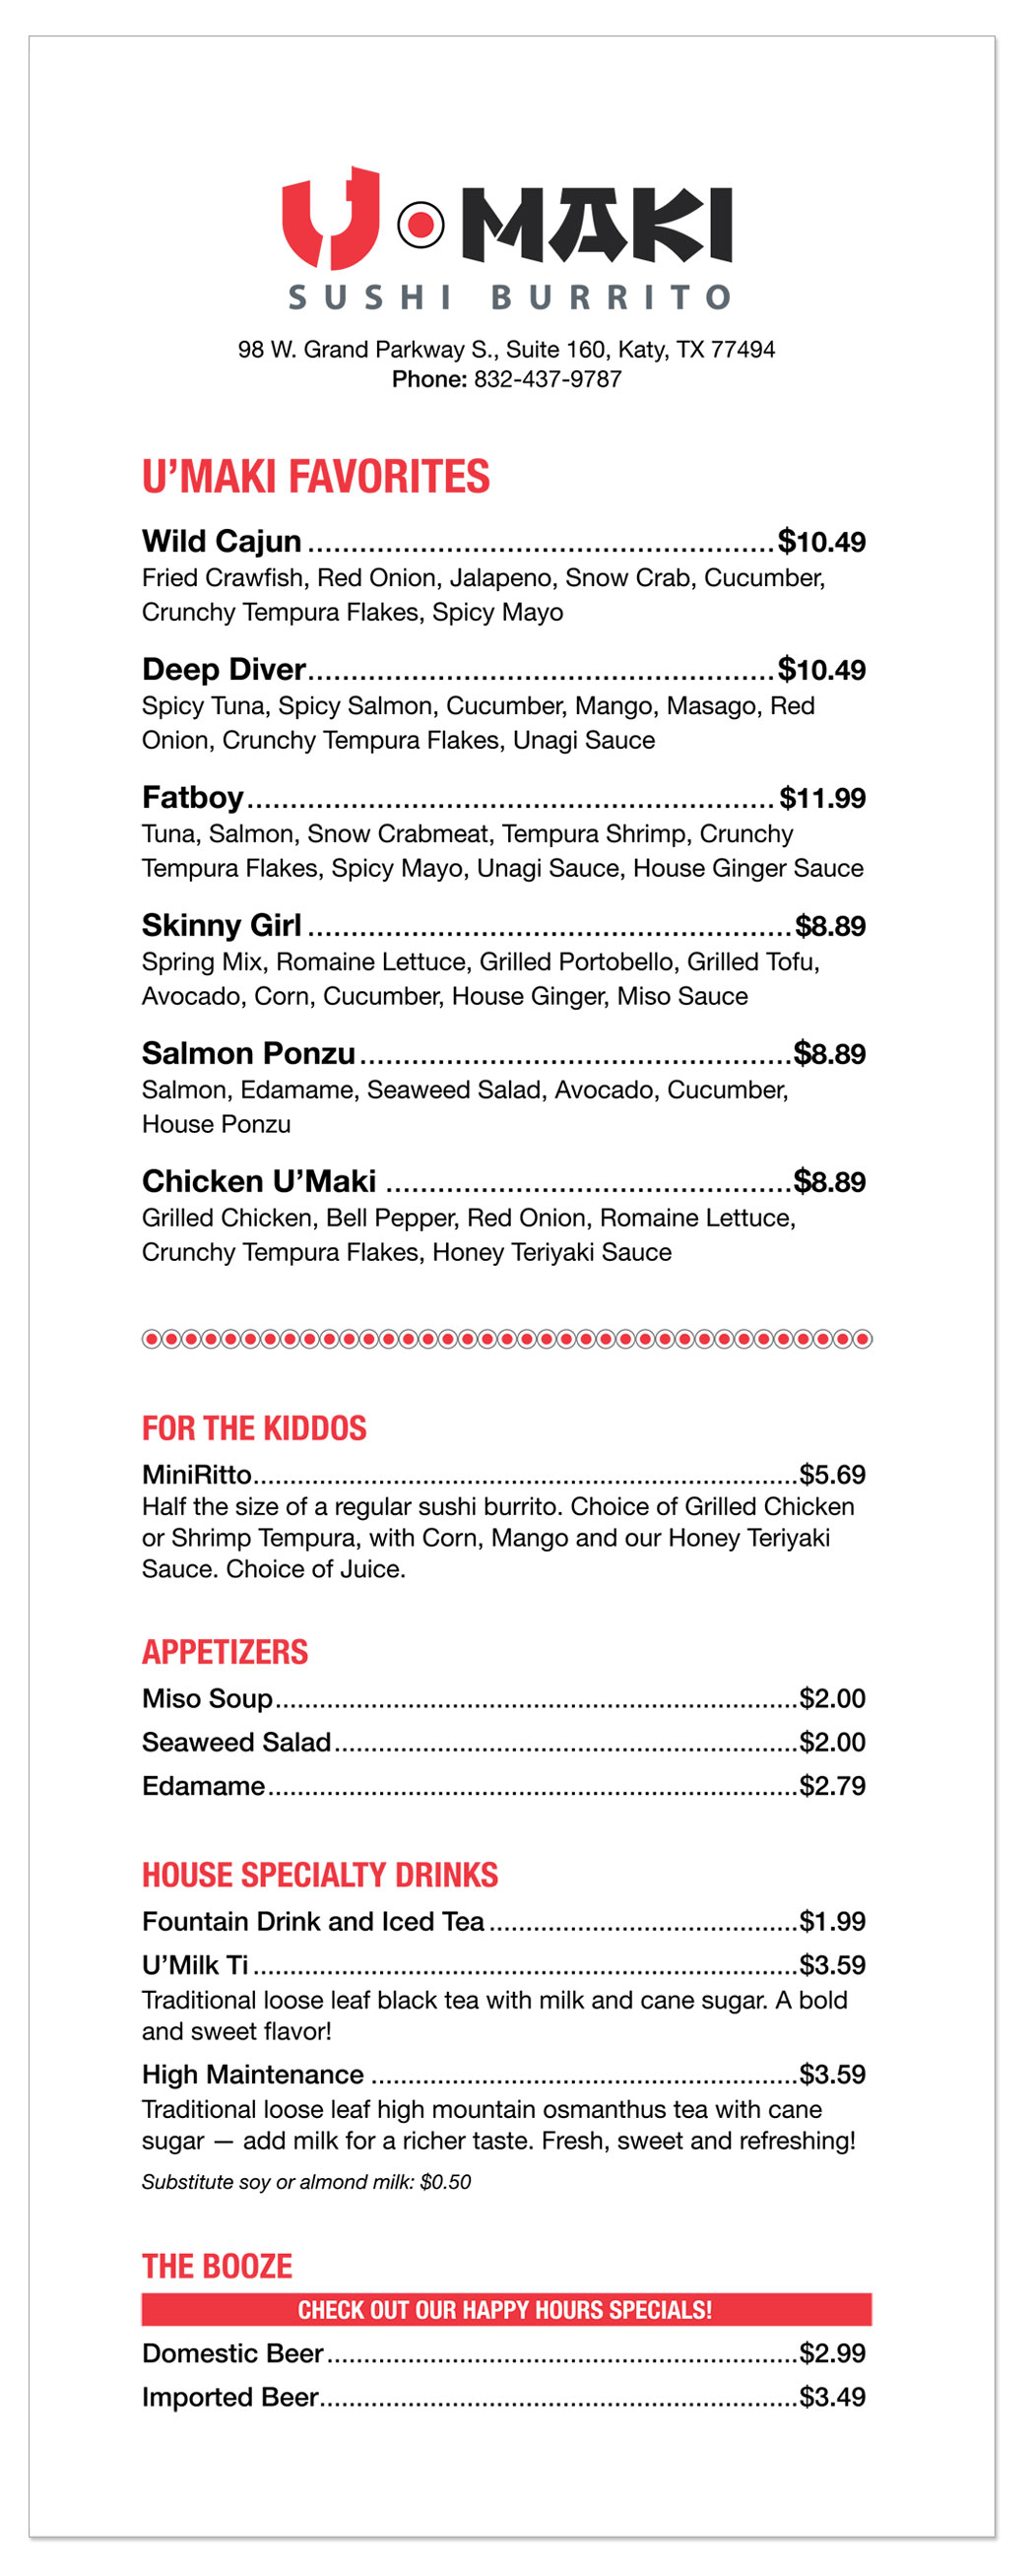 U MAKI
SUSHI BURRITO
98 W. Grand Parkway S., Suite 160, Katy, TX 77494
Phone: 832-437-9787
U'MAKI FAVORITES
Wild Cajun ........ $10.49
Fried Crawfish, Red Onion, Jalapeno, Snow Crab, Cucumber,
Crunchy Tempura Flakes, Spicy Mayo
Deep Diver ........ $10.49
Spicy Tuna, Spicy Salmon, Cucumber, Mango, Masago, Red
Onion, Crunchy Tempura Flakes, Unagi Sauce
Fatboy ........ $11.99
Tuna, Salmon, Snow Crabmeat, Tempura Shrimp, Crunchy
Tempura Flakes, Spicy Mayo, Unagi Sauce, House Ginger Sauce
Skinny Girl ........ $8.89
Spring Mix, Romaine Lettuce, Grilled Portobello, Grilled Tofu,
Avocado, Corn, Cucumber, House Ginger, Miso Sauce
Salmon Ponzu ........ $8.89
Salmon, Edamame, Seaweed Salad, Avocado, Cucumber,
House Ponzu
Chicken U'Maki ........ $8.89
Grilled Chicken, Bell Pepper, Red Onion, Romaine Lettuce,
Crunchy Tempura Flakes, Honey Teriyaki Sauce
FOR THE KIDDOS
MiniRitto ........ $5.69
Half the size of a regular sushi burrito. Choice of Grilled Chicken
or Shrimp Tempura, with Corn, Mango and our Honey Teriyaki
Sauce. Choice of Juice.
APPETIZERS
Miso Soup ........ $2.00
Seaweed Salad ........ $2.00
Edamame ........ $2.79
HOUSE SPECIALTY DRINKS
Fountain Drink and Iced Tea ........ $1.99
U'Milk Ti ........ $3.59
Traditional loose leaf black tea with milk and cane sugar. A bold
and sweet flavor!
High Maintenance ........ $3.59
Traditional loose leaf high mountain osmanthus tea with cane
sugar — add milk for a richer taste. Fresh, sweet and refreshing!
Substitute soy or almond milk: $0.50
THE BOOZE
CHECK OUT OUR HAPPY HOURS SPECIALS!
Domestic Beer ........ $2.99
Imported Beer ........ $3.49